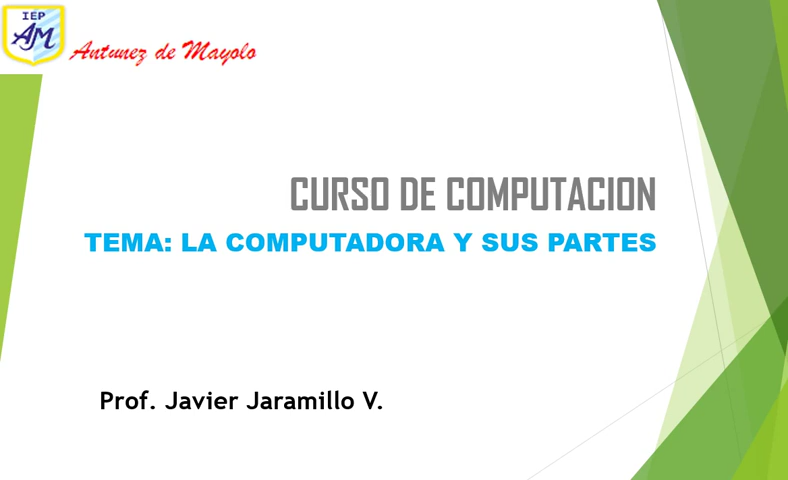 IEP
AM
Antunez de Mayolo
CURSO DE COMPUTACION
TEMA: LA COMPUTADORA Y SUS PARTES
Prof. Javier Jaramillo V.